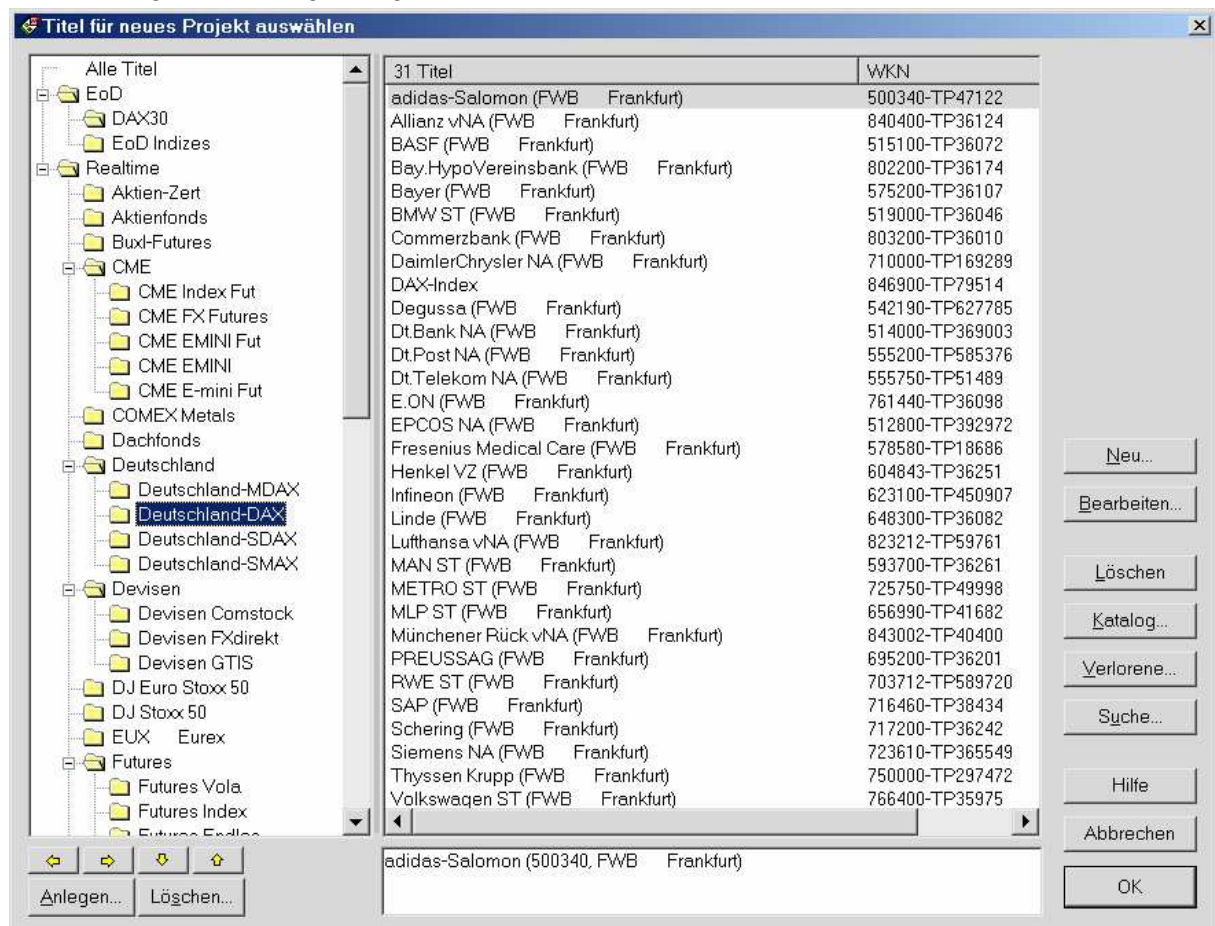 Titel für neues Projekt auswählen
Alle Titel
EoD
DAX30
EoD Indizes
Realtime
Aktien-Zert
Aktienfonds
Buxl-Futures
CME
CME Index Fut
CME FX Futures
CME EMINI Fut
CME EMINI
CME E-mini Fut
COMEX Metals
Dachfonds
Deutschland
Deutschland-MDAX
Deutschland-DAX
Deutschland-SDAX
Deutschland-SMAX
Devisen
Devisen Comstock
Devisen FXdirekt
Devisen GTIS
DJ Euro Stoxx 50
DJ Stoxx 50
EUX Eurex
Futures
Futures Vola
Futures Index
Futures Endlos
Anlegen...
Löschen...
31 Titel WKN
adidas-Salomon (FWB Frankfurt) 500340-TP47122
Allianz vNA (FWB Frankfurt) 840400-TP36124
BASF (FWB Frankfurt) 515100-TP36072
Bay.HypoVereinsbank (FWB Frankfurt) 802200-TP36174
Bayer (FWB Frankfurt) 575200-TP36107
BMW ST (FWB Frankfurt) 519000-TP36046
Commerzbank (FWB Frankfurt) 803200-TP36010
DaimlerChrysler NA (FWB Frankfurt) 710000-TP169289
DAX-Index 846900-TP79514
Degussa (FWB Frankfurt) 542190-TP627785
Dt.Bank NA (FWB Frankfurt) 514000-TP369003
Dt.Post NA (FWB Frankfurt) 555200-TP585376
Dt.Telekom NA (FWB Frankfurt) 555750-TP51489
E.ON (FWB Frankfurt) 761440-TP36098
EPCOS NA (FWB Frankfurt) 512800-TP392972
Fresenius Medical Care (FWB Frankfurt) 578580-TP18686
Henkel VZ (FWB Frankfurt) 604843-TP36251
Infineon (FWB Frankfurt) 623100-TP450907
Linde (FWB Frankfurt) 648300-TP36082
Lufthansa vNA (FWB Frankfurt) 823212-TP59761
MAN ST (FWB Frankfurt) 593700-TP36261
METRO ST (FWB Frankfurt) 725750-TP49998
MLP ST (FWB Frankfurt) 656990-TP41682
Münchener Rück vNA (FWB Frankfurt) 843002-TP40400
PREUSSAG (FWB Frankfurt) 695200-TP36201
RWE ST (FWB Frankfurt) 703712-TP589720
SAP (FWB Frankfurt) 716460-TP38434
Schering (FWB Frankfurt) 717200-TP36242
Siemens NA (FWB Frankfurt) 723610-TP365549
Thyssen Krupp (FWB Frankfurt) 750000-TP297472
Volkswagen ST (FWB Frankfurt) 766400-TP35975
adidas-Salomon (500340, FWB Frankfurt)
Neu...
Bearbeiten...
Löschen
Katalog...
Verlorene...
Suche...
Hilfe
Abbrechen
OK